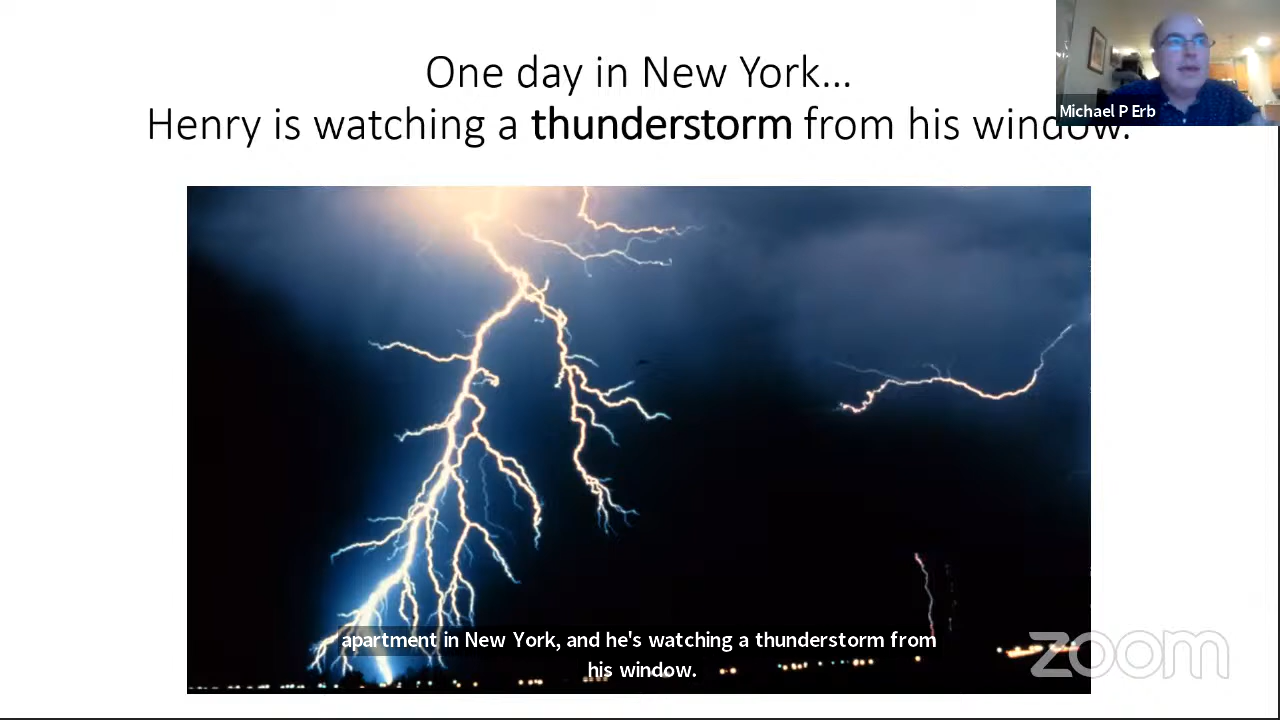 One day in New York...
Henry is watching a thunderstorm from his window.
Michael P Erb
apartment in New York, and he's watching a thunderstorm from
his window.
zoom